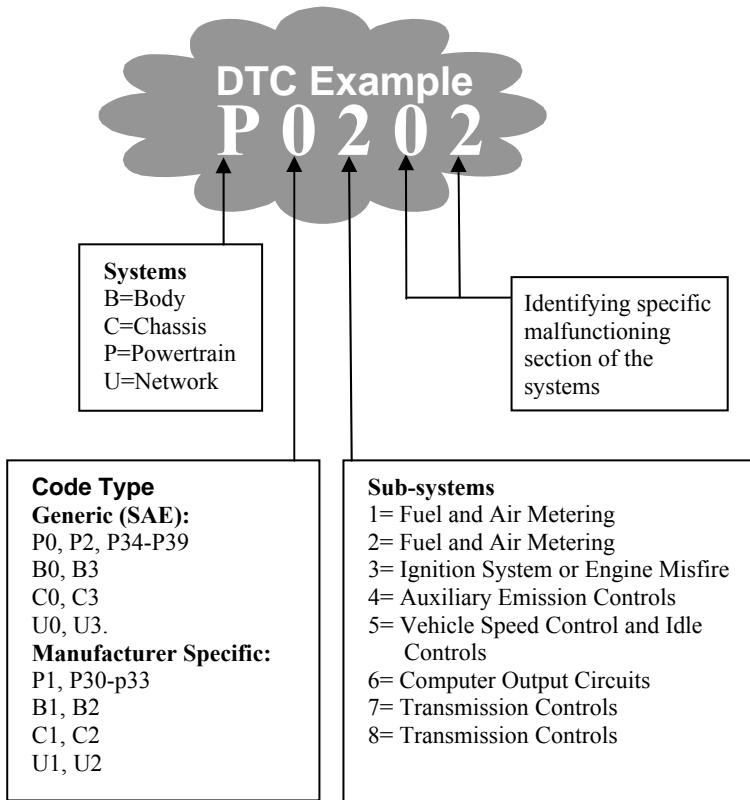 DTC Example
P 0 2 0 2
Systems
B=Body
C=Chassis
P=Powertrain
U=Network
Identifying specific
malfunctioning
section of the
systems
Code Type
Generic (SAE):
P0, P2, P34-P39
B0, B3
C0, C3
U0, U3.
Manufacturer Specific:
P1, P30-p33
B1, B2
C1, C2
U1, U2
Sub-systems
1= Fuel and Air Metering
2= Fuel and Air Metering
3= Ignition System or Engine Misfire
4= Auxiliary Emission Controls
5= Vehicle Speed Control and Idle
Controls
6= Computer Output Circuits
7= Transmission Controls
8= Transmission Controls